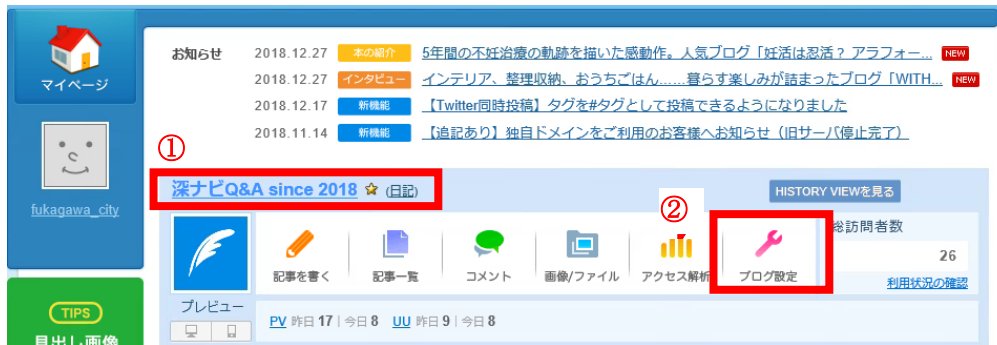 マイページ
fukagawa_city
TIPS
見出し画像
お知らせ
2018.12.27 本の紹介 5年間の不妊治療の軌跡を描いた感動作。人気ブログ「妊活は忍活? アラフォー... NEW
2018.12.27 インタビュー インテリア、整理収納、おうちごはん……暮らす楽しみが詰まったブログ「WITH... NEW
2018.12.17 新機能 【Twitter同時投稿】タグを#タグとして投稿できるようになりました
2018.11.14 新機能 【追記あり】独自ドメインをご利用のお客様へお知らせ（旧サーバ停止完了）
①
深ナビQ&A since 2018 (日記)
HISTORY VIEWを見る
②
記事を書く
記事一覧
コメント
画像/ファイル
アクセス解析
ブログ設定
総訪問者数
26
利用状況の確認
プレビュー
PV 昨日 17 | 今日 8 UU 昨日 9 | 今日 8